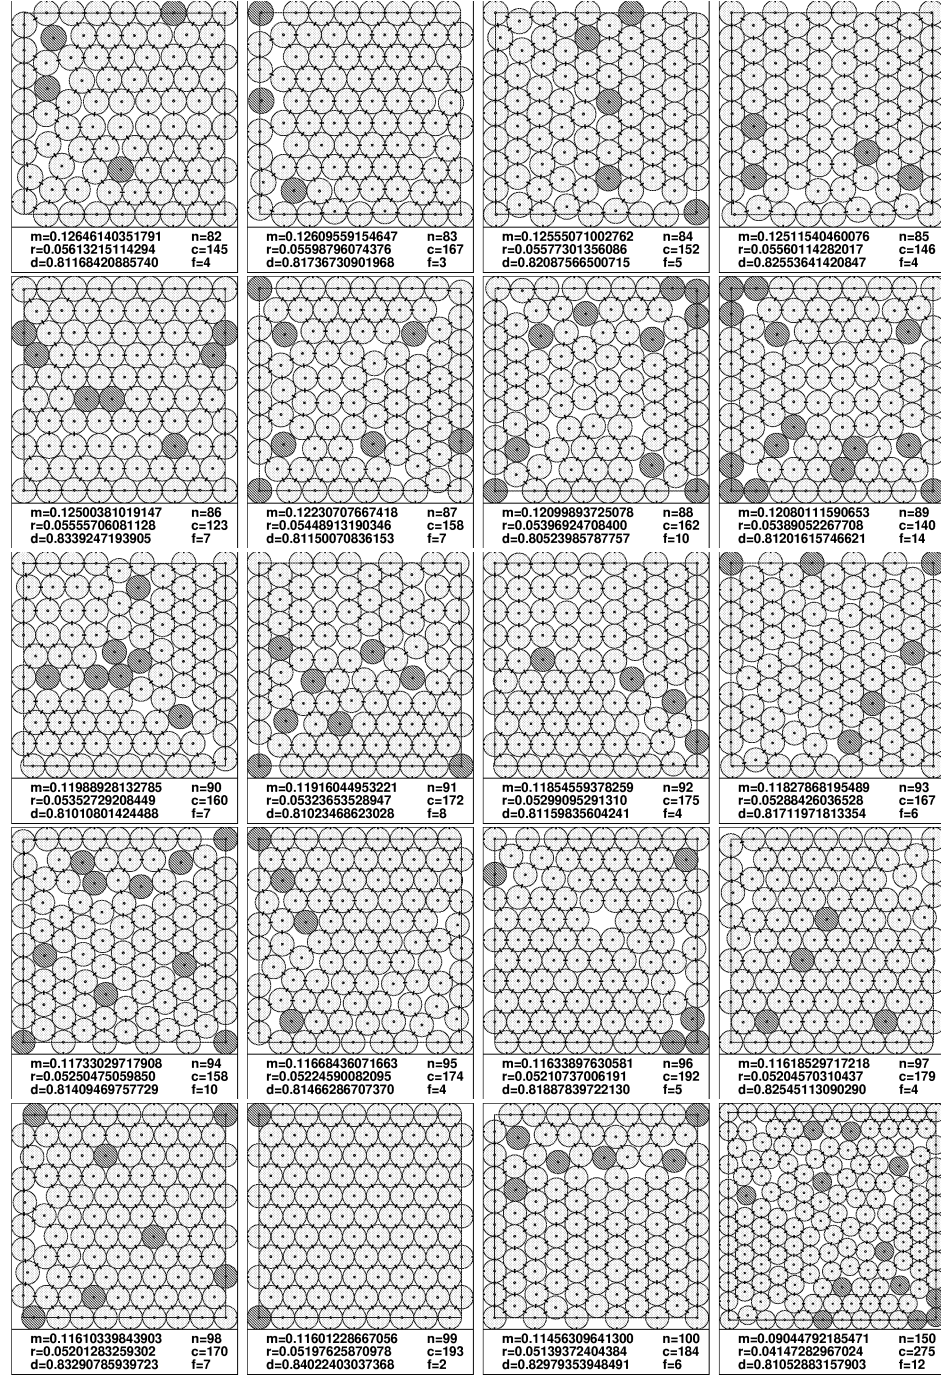 m=0.12646140351791 n=82
r=0.05613215114294 c=145
d=0.81168420885740 f=4
m=0.12609559154647 n=83
r=0.05598796074376 c=167
d=0.81736730901968 f=3
m=0.12555071002762 n=84
r=0.05577301356086 c=152
d=0.82087566500715 f=5
m=0.12511540460076 n=85
r=0.05560114282017 c=146
d=0.82553641420847 f=4
m=0.12500381019147 n=86
r=0.05555706081128 c=123
d=0.8339247193905 f=7
m=0.12230707667418 n=87
r=0.05448913190346 c=158
d=0.81150070836153 f=7
m=0.12099893725078 n=88
r=0.05396924708400 c=162
d=0.80523985787757 f=10
m=0.12080111590653 n=89
r=0.05389052267708 c=140
d=0.81201615746621 f=14
m=0.11988928132785 n=90
r=0.05352729208449 c=160
d=0.81010801424488 f=7
m=0.11916044953221 n=91
r=0.05323653528947 c=172
d=0.81023468623028 f=8
m=0.11854559378259 n=92
r=0.05299095291310 c=175
d=0.81159835604241 f=4
m=0.11827868195489 n=93
r=0.05288426036528 c=167
d=0.81711971813354 f=6
m=0.11733029717908 n=94
r=0.05250475059850 c=158
d=0.81409469757729 f=10
m=0.11668436071663 n=95
r=0.05224590082095 c=174
d=0.81466286707370 f=4
m=0.11633897630581 n=96
r=0.05210737006191 c=192
d=0.81887839722130 f=5
m=0.11618529717218 n=97
r=0.05204570310437 c=179
d=0.82545113090290 f=4
m=0.11610339843903 n=98
r=0.05201283259302 c=170
d=0.83290785939723 f=7
m=0.11601228667056 n=99
r=0.05197625870978 c=193
d=0.84022403037368 f=2
m=0.11456309641300 n=100
r=0.05139372404384 c=184
d=0.82979353948491 f=6
m=0.09044792185471 n=150
r=0.04147282967024 c=275
d=0.81052883157903 f=12